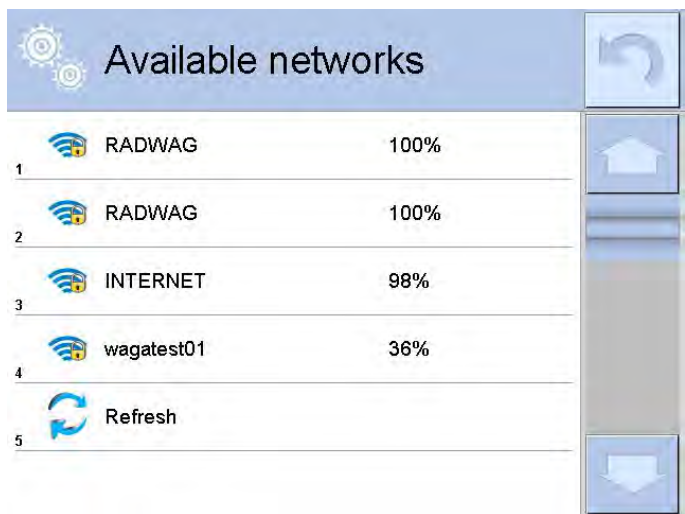 Available networks
1 RADWAG 100%
2 RADWAG 100%
3 INTERNET 98%
4 wagatest01 36%
5 Refresh